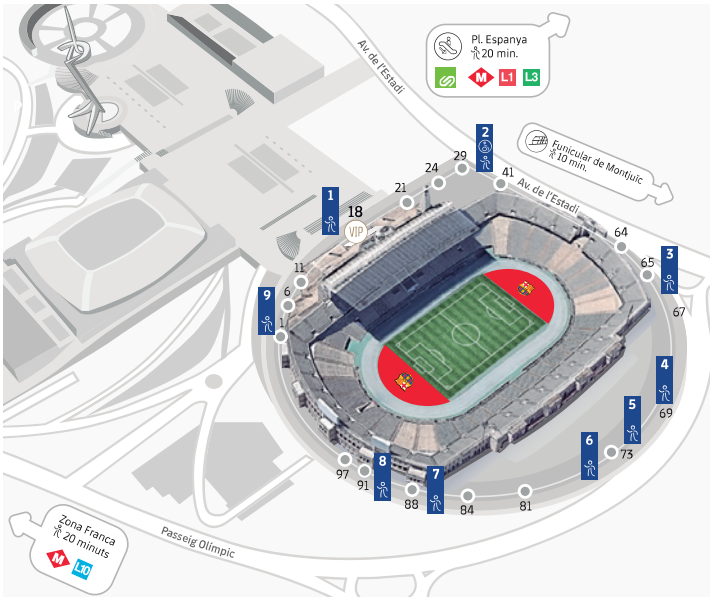 Pl. Espanya
20 min.
M L1 L3
Av. de l'Estadi
Funicular de Montjuïc
10 min.
Av. de l'Estadi
2
29
24
41
21
1
18
VIP
64
65
3
67
11
6
9
1
4
69
5
73
6
97
91
8
88
7
84
81
Zona Franca
20 minuts
M L10
Passeig Olímpic